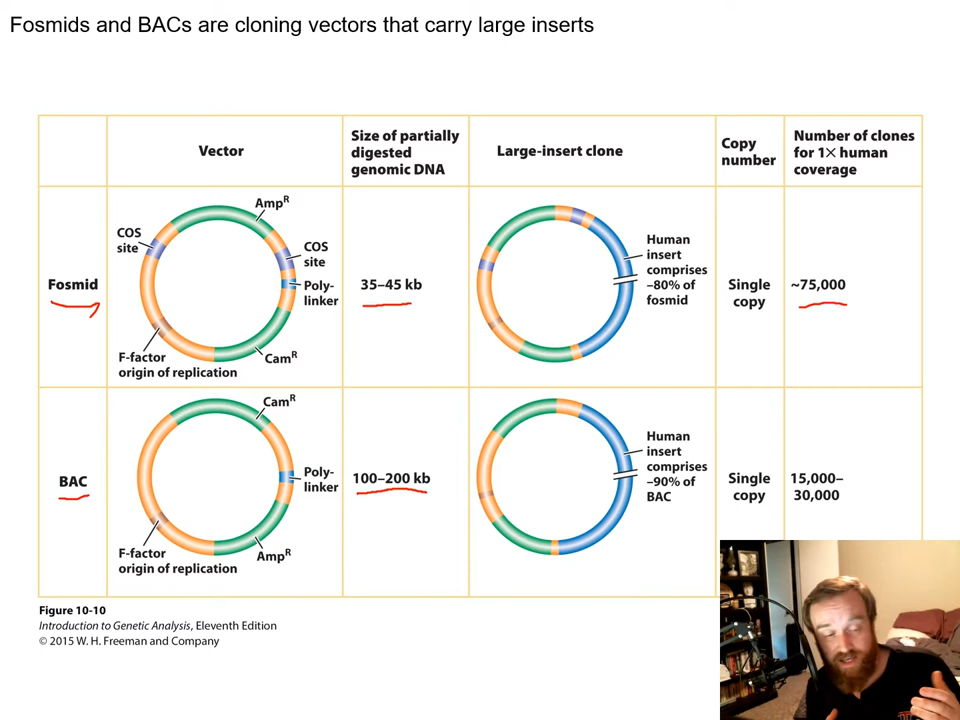 Fosmids and BACs are cloning vectors that carry large inserts
Vector
Size of partially
digested
genomic DNA
Large-insert clone
Copy
number
Number of clones
for 1× human
coverage
Fosmid
AmpR
COS
site
COS
site
Poly-
linker
CamR
F-factor
origin of replication
35–45 kb
Human
insert
comprises
~80% of
fosmid
Single
copy
~75,000
BAC
CamR
Poly-
linker
AmpR
F-factor
origin of replication
100–200 kb
Human
insert
comprises
~90% of
BAC
Single
copy
15,000–
30,000
Figure 10-10
Introduction to Genetic Analysis, Eleventh Edition
© 2015 W. H. Freeman and Company